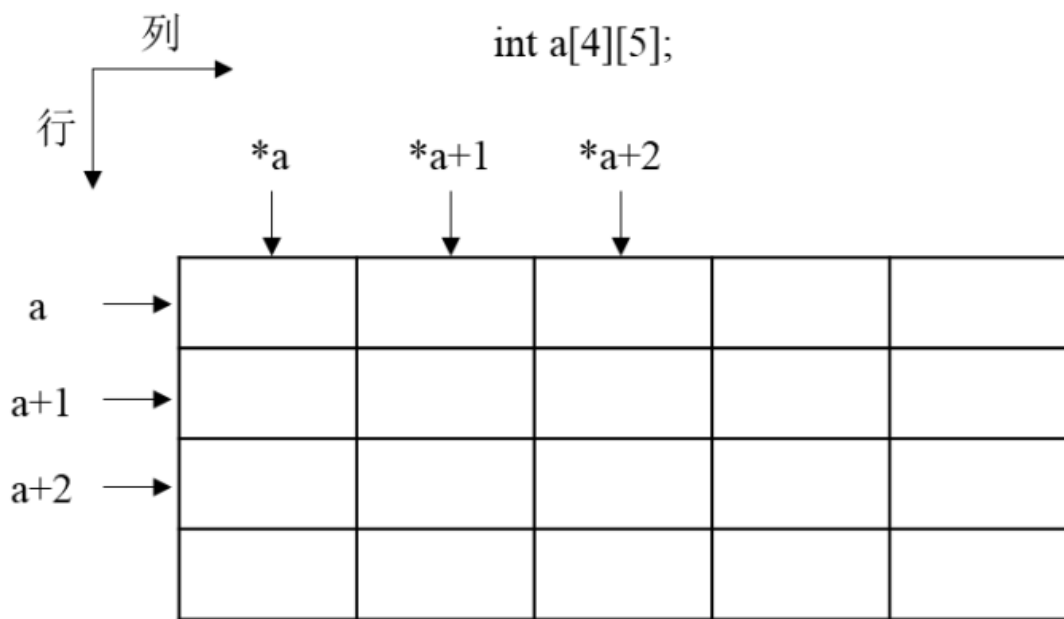 列
int a[4][5];
行
*a
*a+1
*a+2
a
a+1
a+2